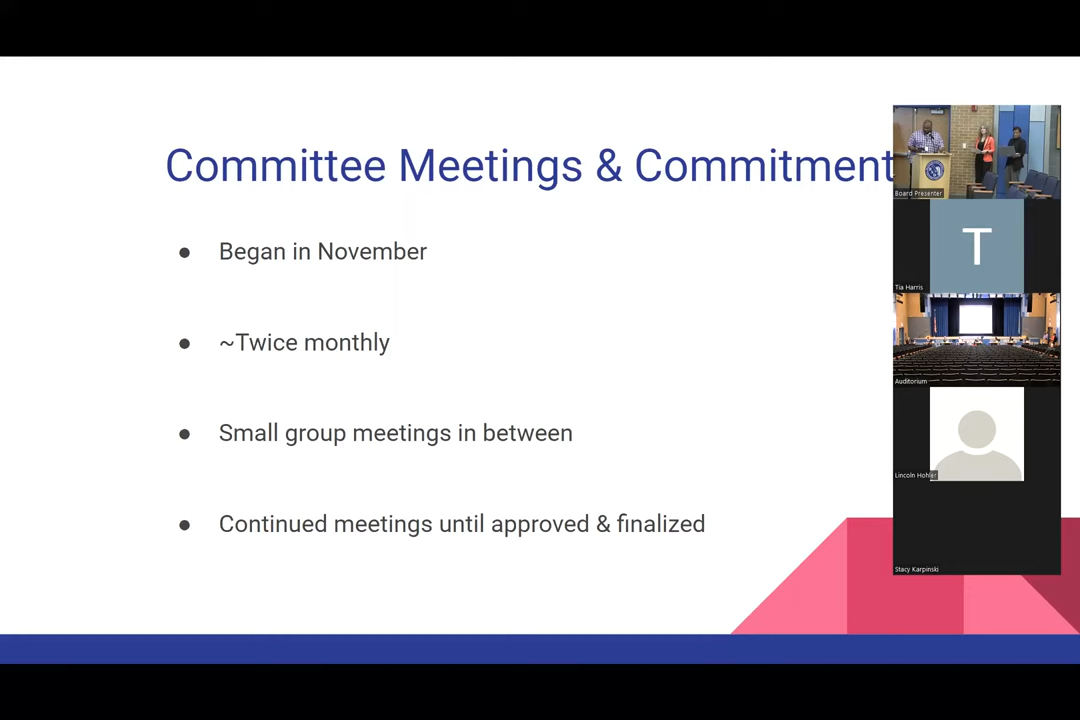 Committee Meetings & Commitment
● Began in November
● ~Twice monthly
● Small group meetings in between
● Continued meetings until approved & finalized
Board Presenter
T
Tia Harris
Auditorium
Lincoln Hohler
Stacy Karpinski